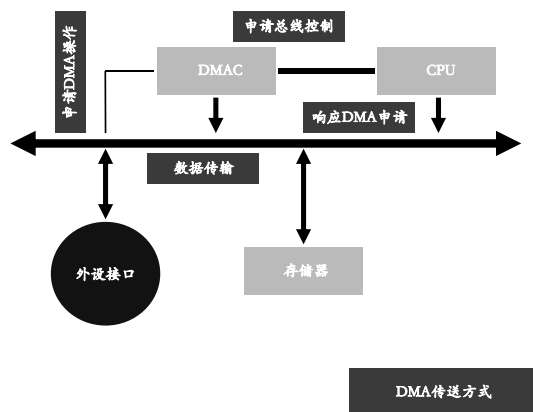 申请总线控制
申请DMA操作
DMAC
CPU
响应DMA申请
数据传输
外设接口
存储器
DMA传送方式